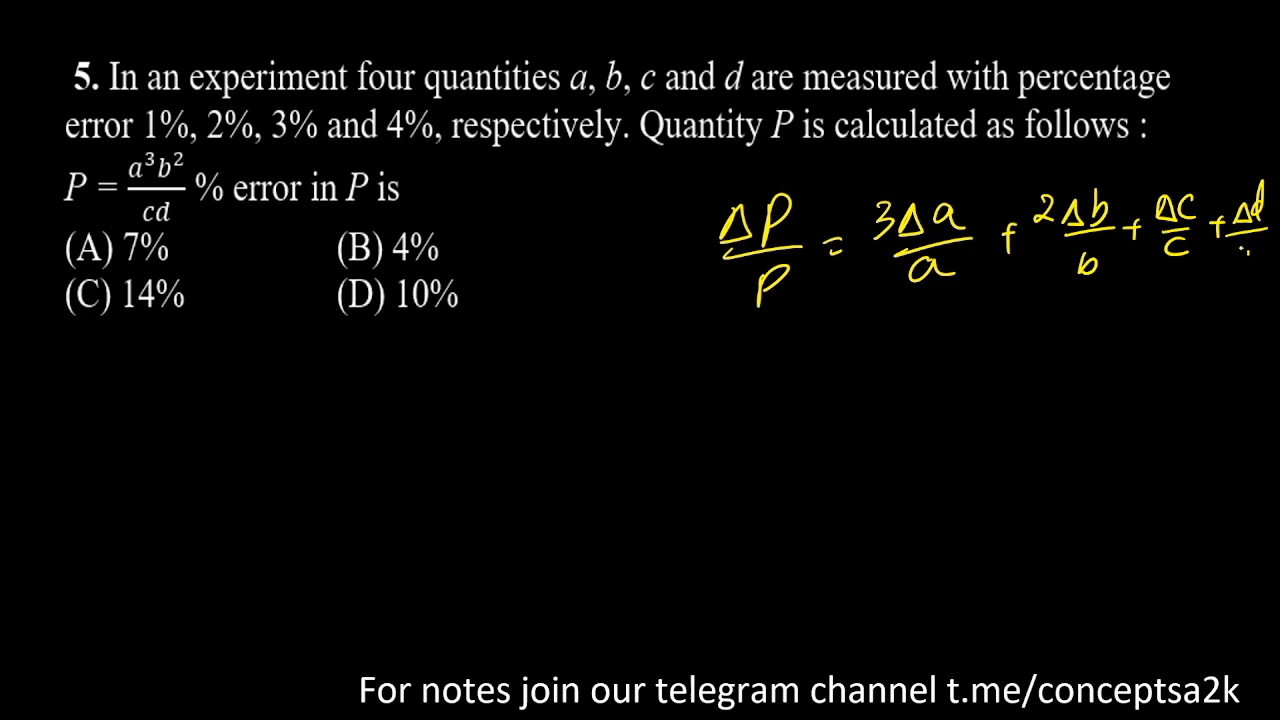 5. In an experiment four quantities a, b, c and d are measured with percentage
error 1%, 2%, 3% and 4%, respectively. Quantity P is calculated as follows :
P = a³b²/cd % error in P is
(A) 7% (B) 4%
(C) 14% (D) 10%
ΔP/P = 3Δa/a + 2Δb/b + Δc/c + Δd/
For notes join our telegram channel t.me/conceptsa2k